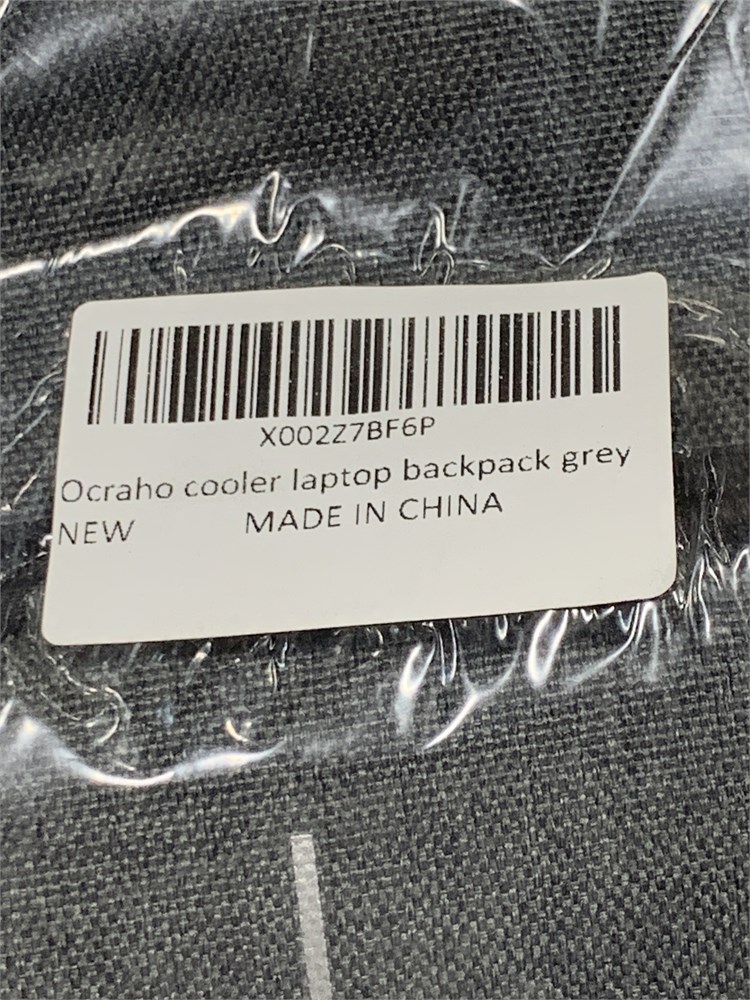 X002Z7BF6P
Ocraho cooler laptop backpack grey
NEW MADE IN CHINA